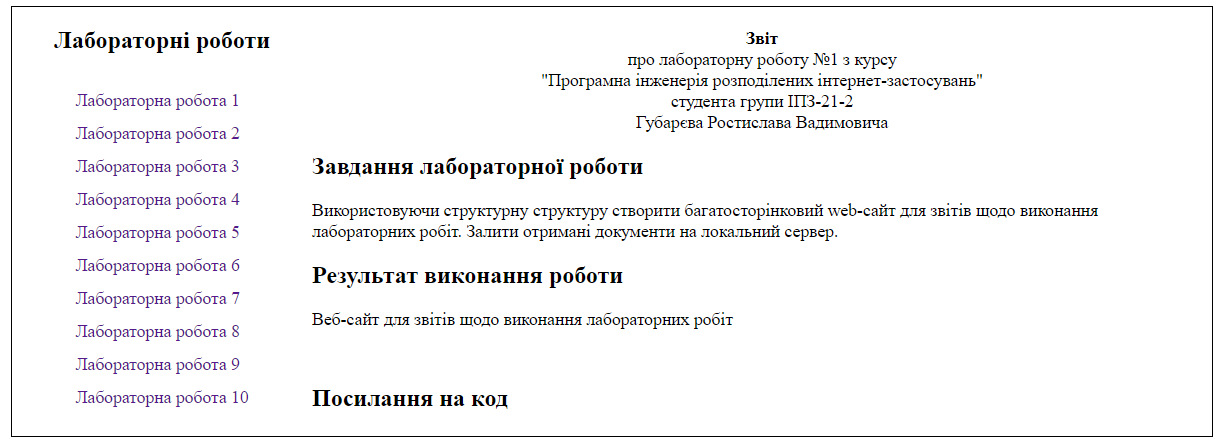 Лабораторні роботи
Лабораторна робота 1
Лабораторна робота 2
Лабораторна робота 3
Лабораторна робота 4
Лабораторна робота 5
Лабораторна робота 6
Лабораторна робота 7
Лабораторна робота 8
Лабораторна робота 9
Лабораторна робота 10
Звіт
про лабораторну роботу №1 з курсу
"Програмна інженерія розподілених інтернет-застосувань"
студента групи ІПЗ-21-2
Губарєва Ростислава Вадимовича
Завдання лабораторної роботи
Використовуючи структурну структуру створити багатосторінковий web-сайт для звітів щодо виконання
лабораторних робіт. Залити отримані документи на локальний сервер.
Результат виконання роботи
Веб-сайт для звітів щодо виконання лабораторних робіт
Посилання на код